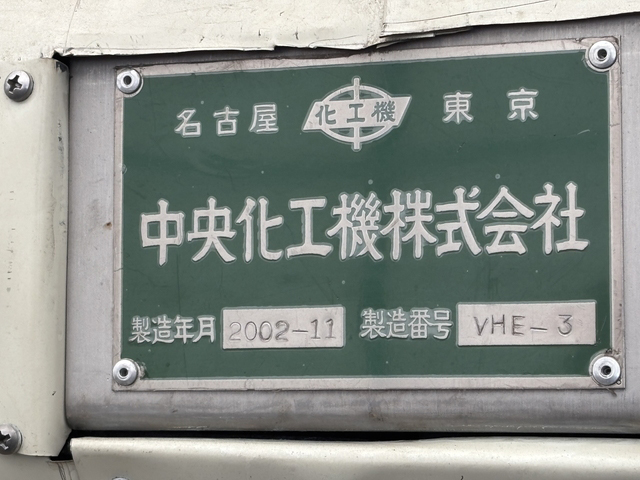 名古屋 化工機 東京
中央化工機株式会社
製造年月 2002-11 製造番号 VHE-3